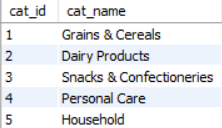 cat_id cat_name
1 Grains & Cereals
2 Dairy Products
3 Snacks & Confectioneries
4 Personal Care
5 Household